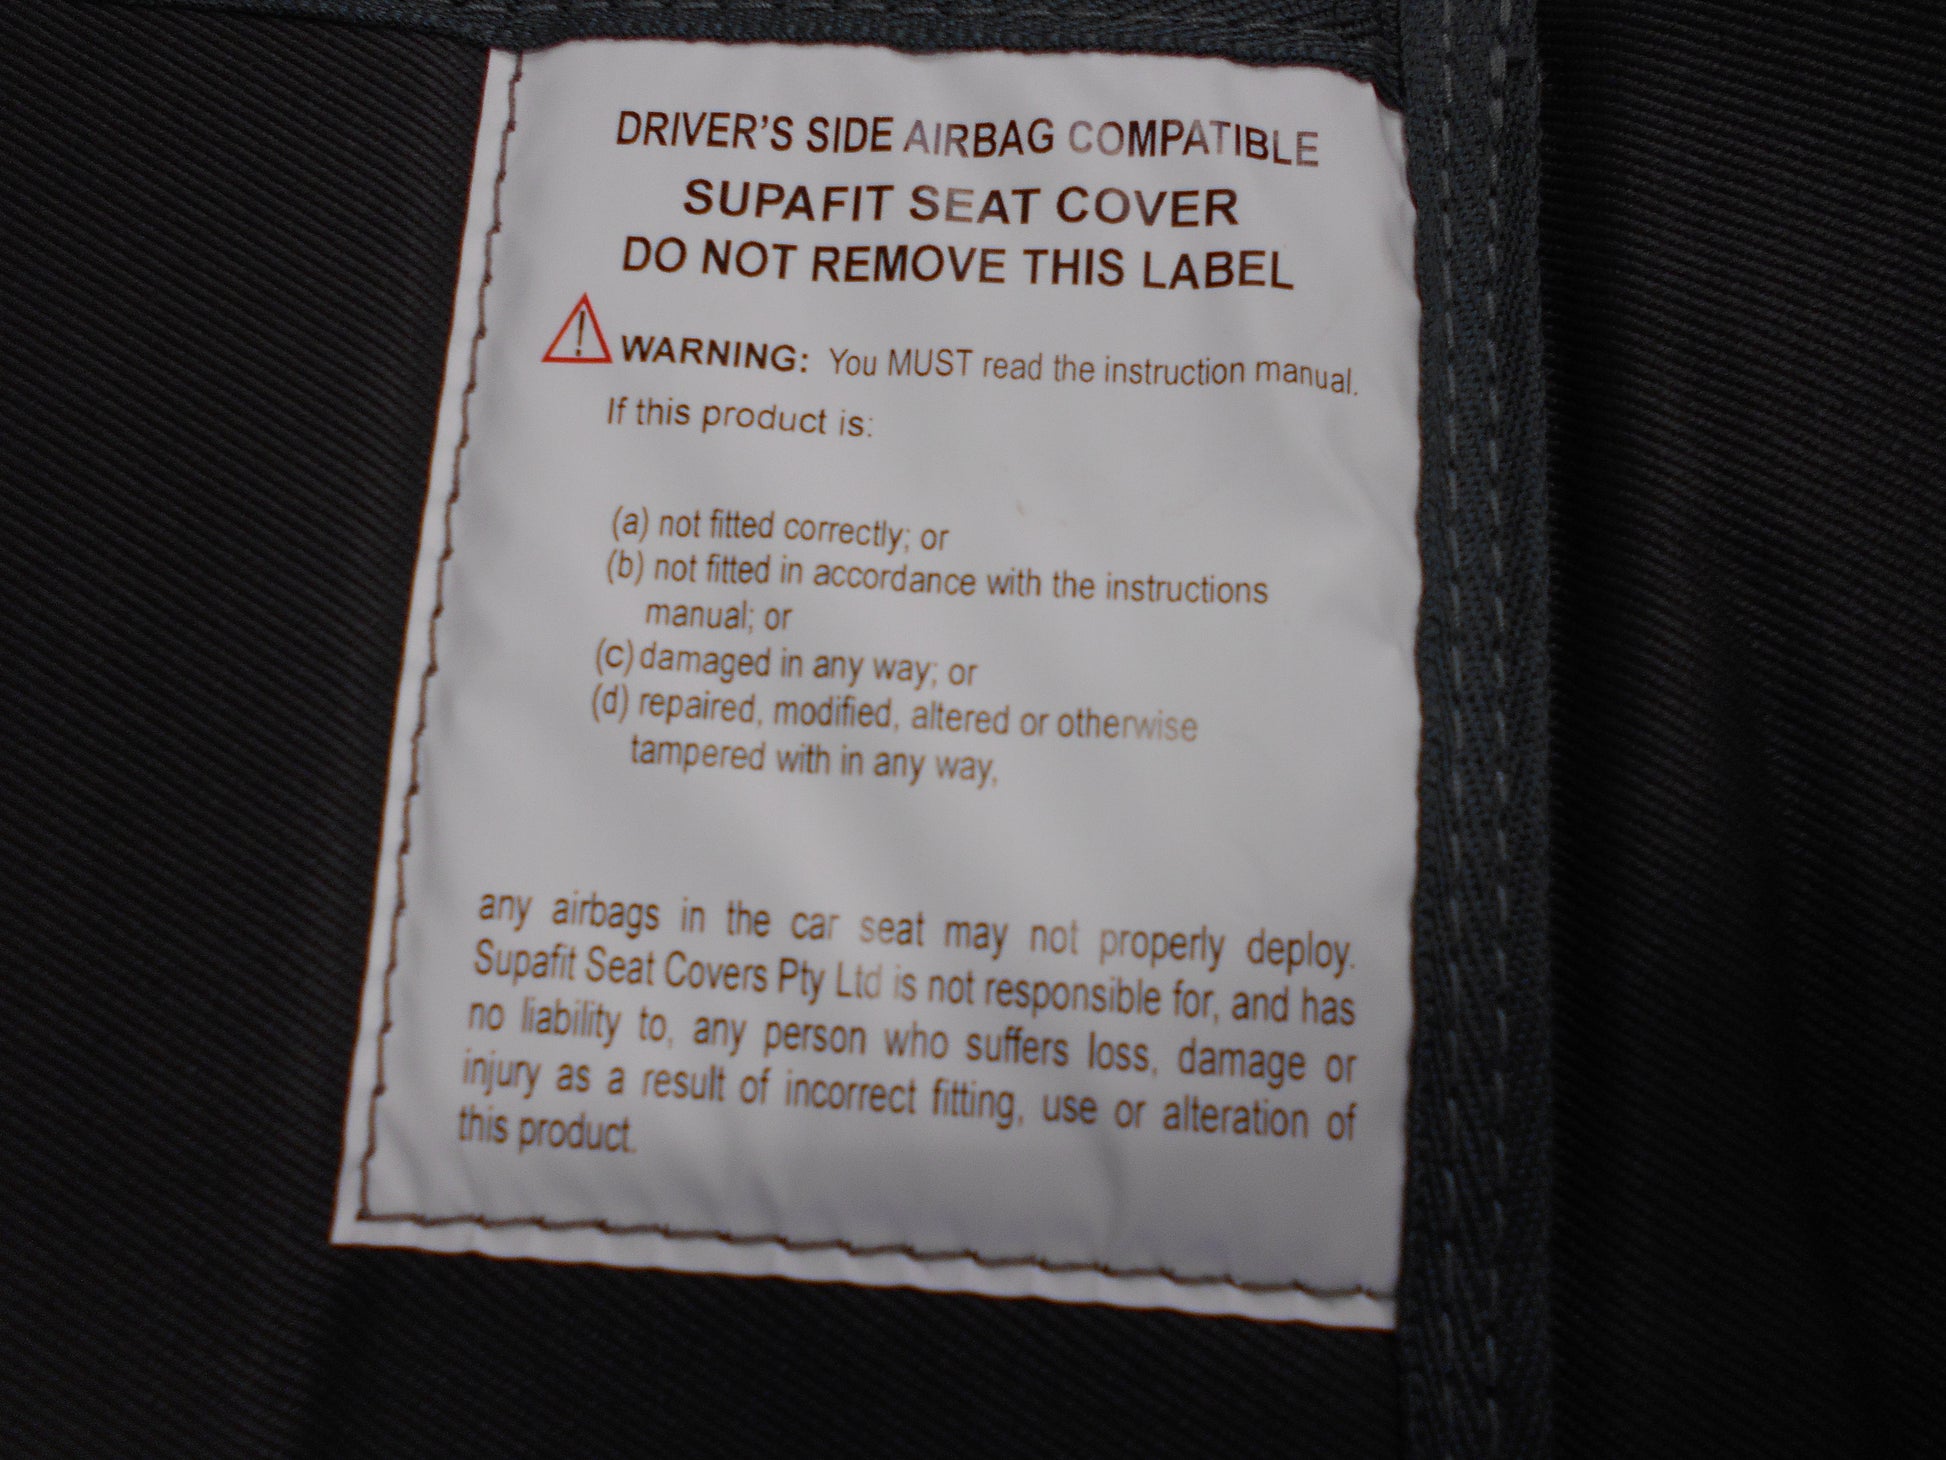 DRIVER'S SIDE AIRBAG COMPATIBLE
SUPAFIT SEAT COVER
DO NOT REMOVE THIS LABEL
WARNING: You MUST read the instruction manual.
If this product is:
(a) not fitted correctly; or
(b) not fitted in accordance with the instructions
manual; or
(c) damaged in any way; or
(d) repaired, modified, altered or otherwise
tampered with in any way,
any airbags in the car seat may not properly deploy.
Supafit Seat Covers Pty Ltd is not responsible for, and has
no liability to, any person who suffers loss, damage or
injury as a result of incorrect fitting, use or alteration of
this product.